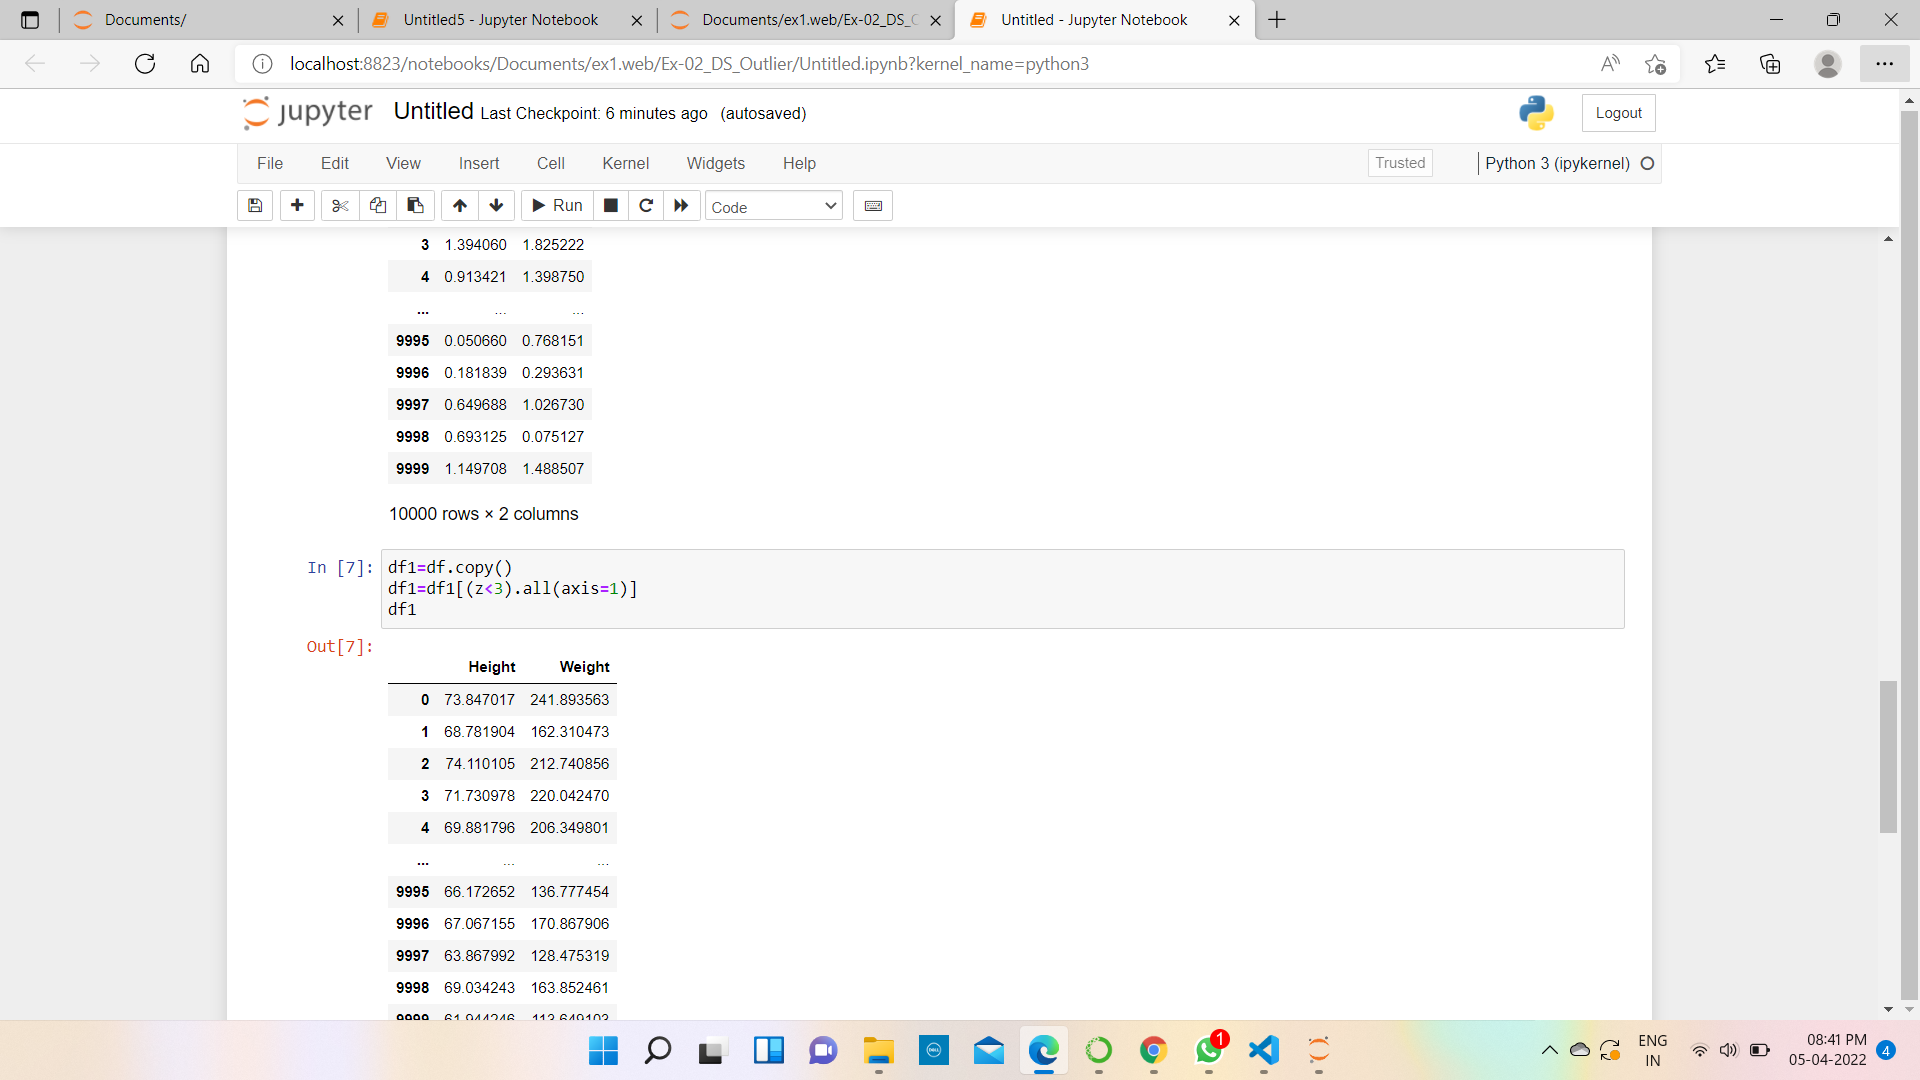 Documents/
Untitled5 - Jupyter Notebook
Documents/ex1.web/Ex-02_DS_
Untitled - Jupyter Notebook
localhost:8823/notebooks/Documents/ex1.web/Ex-02_DS_Outlier/Untitled.ipynb?kernel_name=python3
jupyter Untitled Last Checkpoint: 6 minutes ago (autosaved)
Logout
File Edit View Insert Cell Kernel Widgets Help
Trusted
Python 3 (ipykernel)
Run
Code
3 1.394060 1.825222
4 0.913421 1.398750
... ... ...
9995 0.050660 0.768151
9996 0.181839 0.293631
9997 0.649688 1.026730
9998 0.693125 0.075127
9999 1.149708 1.488507
10000 rows × 2 columns
In [7]: df1=df.copy()
df1=df1[(z<3).all(axis=1)]
df1
Out[7]:
Height Weight
0 73.847017 241.893563
1 68.781904 162.310473
2 74.110105 212.740856
3 71.730978 220.042470
4 69.881796 206.349801
... ... ...
9995 66.172652 136.777454
9996 67.067155 170.867906
9997 63.867992 128.475319
9998 69.034243 163.852461
9999 61.944246 113.649103
DELL
1
ENG
IN
08:41 PM
05-04-2022
4